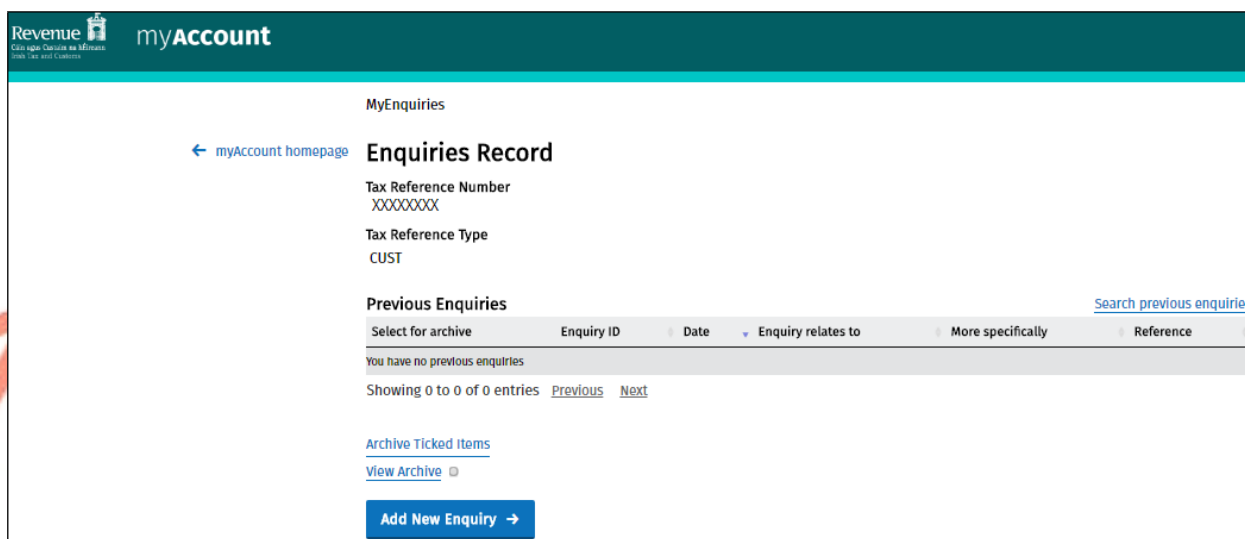 Revenue
Cáin agus Custaim na hÉireann
Irish Tax and Customs
myAccount
MyEnquiries
← myAccount homepage
Enquiries Record
Tax Reference Number
XXXXXXXX
Tax Reference Type
CUST
Previous Enquiries
Search previous enquirie
Select for archive Enquiry ID Date Enquiry relates to More specifically Reference
You have no previous enquiries
Showing 0 to 0 of 0 entries Previous Next
Archive Ticked Items
View Archive
Add New Enquiry →